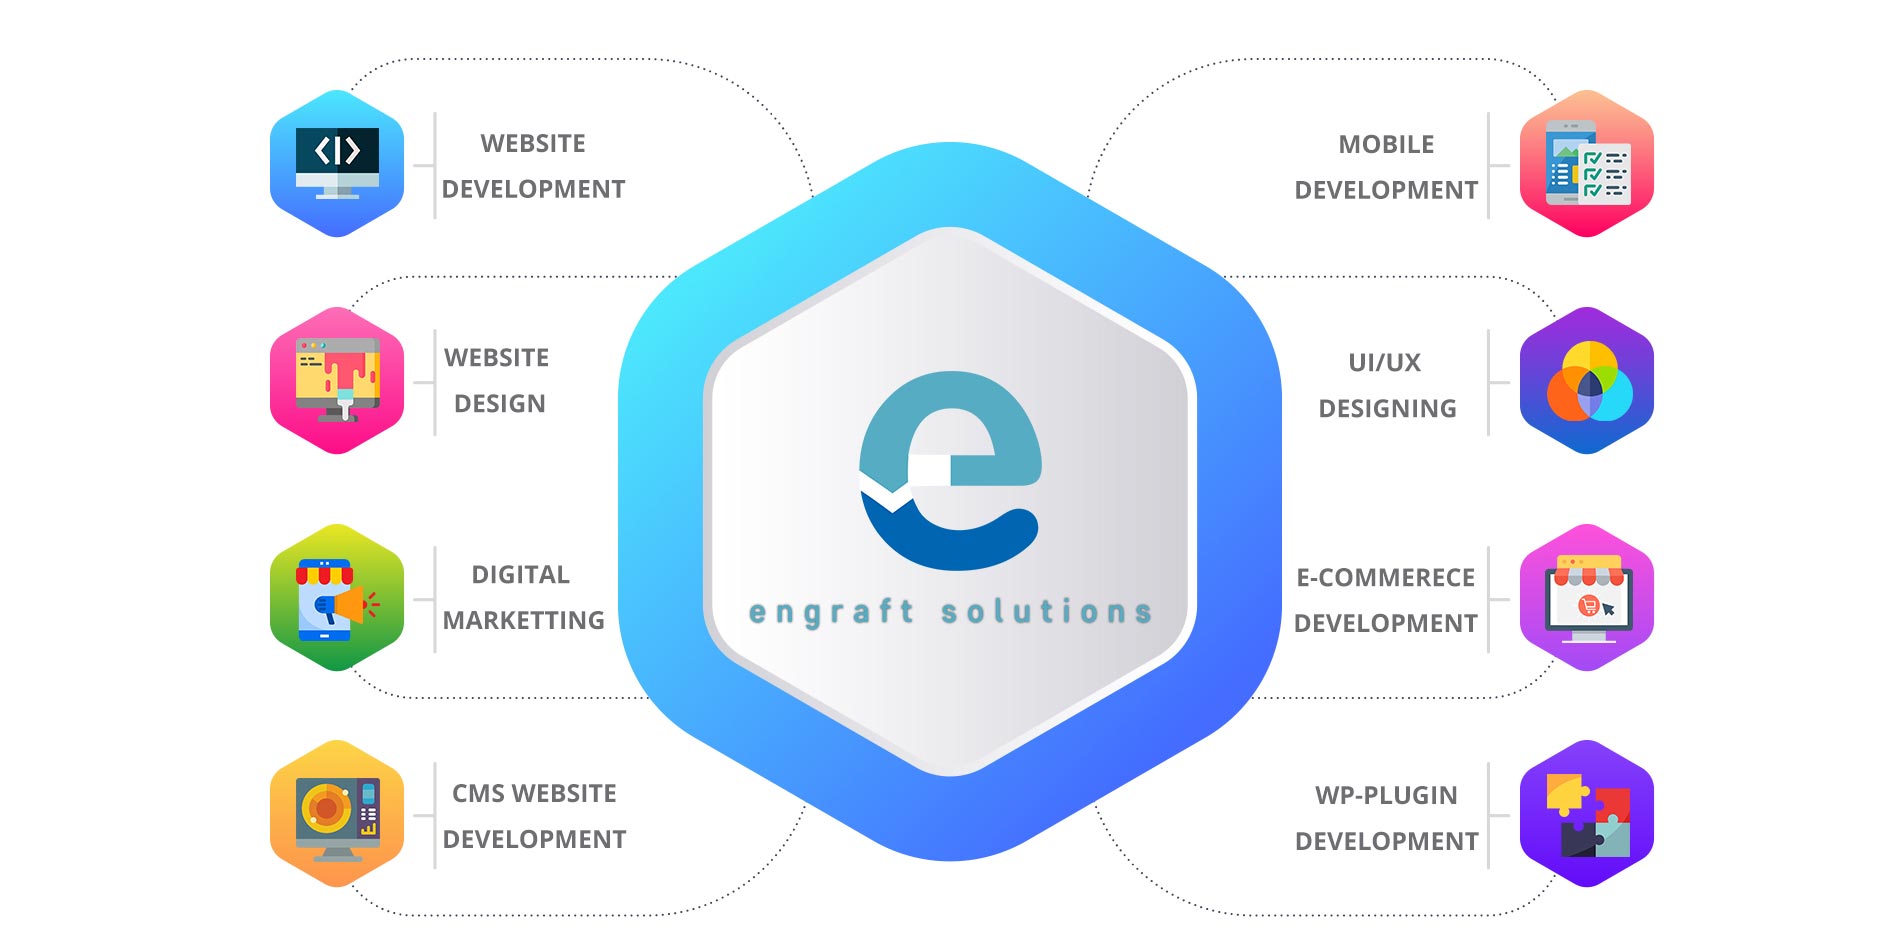 WEBSITE
DEVELOPMENT
WEBSITE
DESIGN
DIGITAL
MARKETTING
CMS WEBSITE
DEVELOPMENT
engraft solutions
MOBILE
DEVELOPMENT
UI/UX
DESIGNING
E-COMMERECE
DEVELOPMENT
WP-PLUGIN
DEVELOPMENT